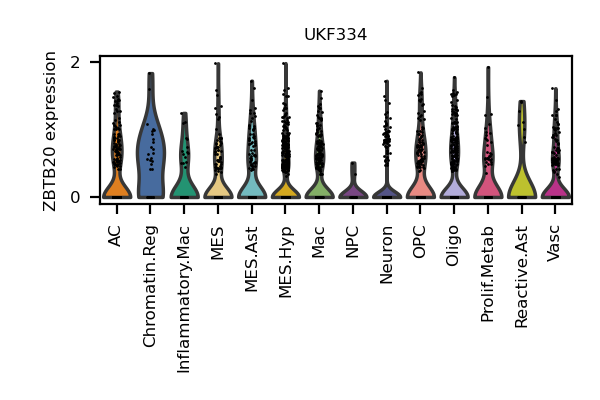 UKF334
ZBTB20 expression
2
0
AC
Chromatin.Reg
Inflammatory.Mac
MES
MES.Ast
MES.Hyp
Mac
NPC
Neuron
OPC
Oligo
Prolif.Metab
Reactive.Ast
Vasc